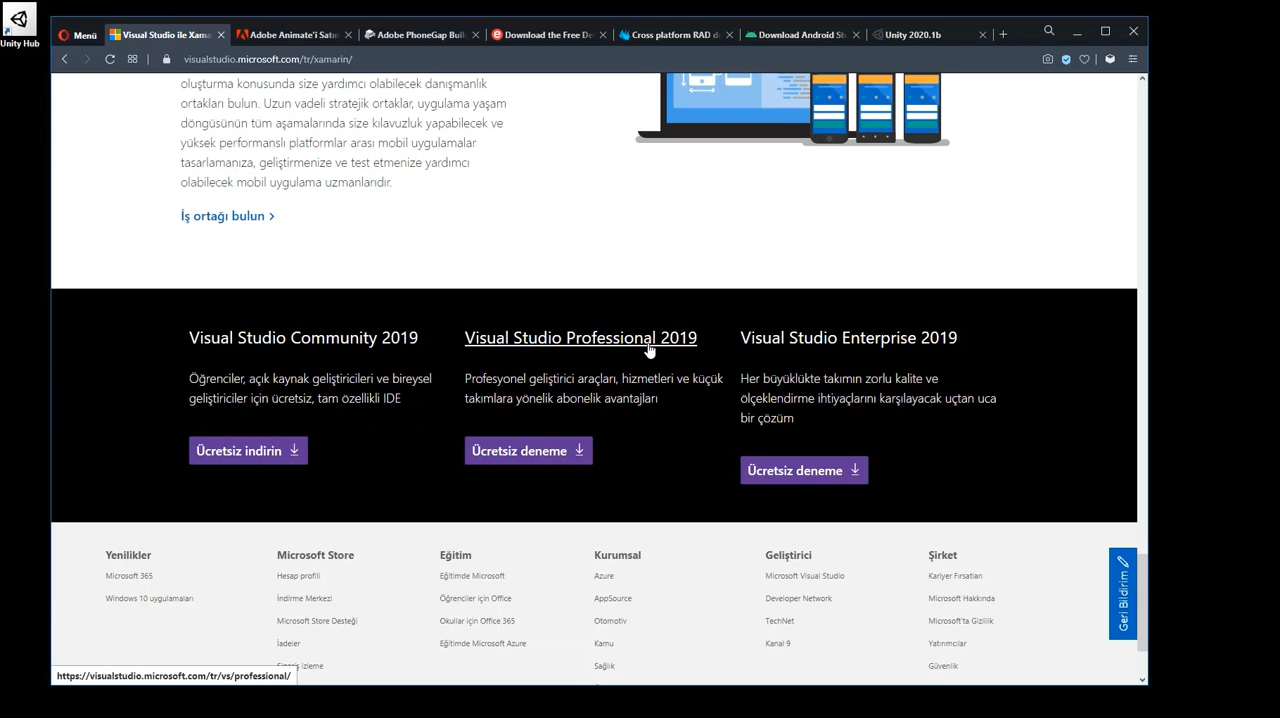 Unity Hub
Menü
Visual Studio ile Xama
Adobe Animate'i Satın
Adobe PhoneGap Buil
Download the Free De
Cross platform RAD d
Download Android St
Unity 2020.1b
visualstudio.microsoft.com/tr/xamarin/
oluşturma konusunda size yardımcı olabilecek danışmanlık
ortakları bulun. Uzun vadeli stratejik ortaklar, uygulama yaşam
döngüsünün tüm aşamalarında size kılavuzluk yapabilecek ve
yüksek performanslı platformlar arası mobil uygulamalar
tasarlamanıza, geliştirmenize ve test etmenize yardımcı
olabilecek mobil uygulama uzmanlarıdır.
İş ortağı bulun >
Visual Studio Community 2019
Öğrenciler, açık kaynak geliştiricileri ve bireysel
geliştiriciler için ücretsiz, tam özellikli IDE
Ücretsiz indirin
Visual Studio Professional 2019
Profesyonel geliştirici araçları, hizmetleri ve küçük
takımlara yönelik abonelik avantajları
Ücretsiz deneme
Visual Studio Enterprise 2019
Her büyüklükte takımın zorlu kalite ve
ölçeklendirme ihtiyaçlarını karşılayacak uçtan uca
bir çözüm
Ücretsiz deneme
Yenilikler
Microsoft 365
Windows 10 uygulamaları
Microsoft Store
Hesap profili
İndirme Merkezi
Microsoft Store Desteği
İadeler
izleme
Eğitim
Eğitimde Microsoft
Öğrenciler için Office
Okullar için Office 365
Eğitimde Microsoft Azure
Kurumsal
Azure
AppSource
Otomotiv
Kamu
Sağlık
Geliştirici
Microsoft Visual Studio
Developer Network
TechNet
Kanal 9
Şirket
Kariyer Fırsatları
Microsoft Hakkında
Microsoft'ta Gizlilik
Yatırımcılar
Güvenlik
Geri Bildirim
https://visualstudio.microsoft.com/tr/vs/professional/